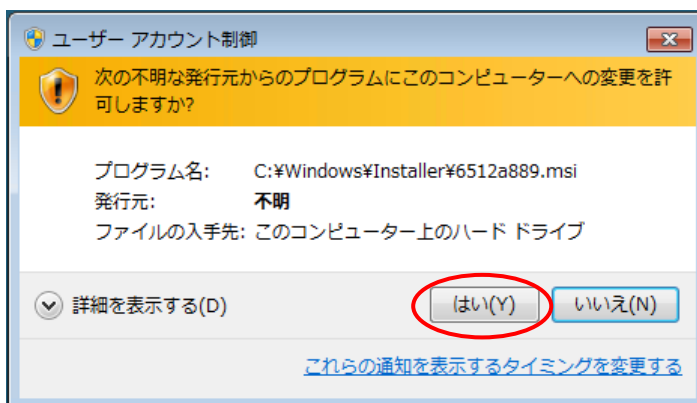 ユーザー アカウント制御
次の不明な発行元からのプログラムにこのコンピューターへの変更を許
可しますか?
プログラム名: C:¥Windows¥Installer¥6512a889.msi
発行元: 不明
ファイルの入手先: このコンピューター上のハード ドライブ
詳細を表示する(D) はい(Y) いいえ(N)
これらの通知を表示するタイミングを変更する